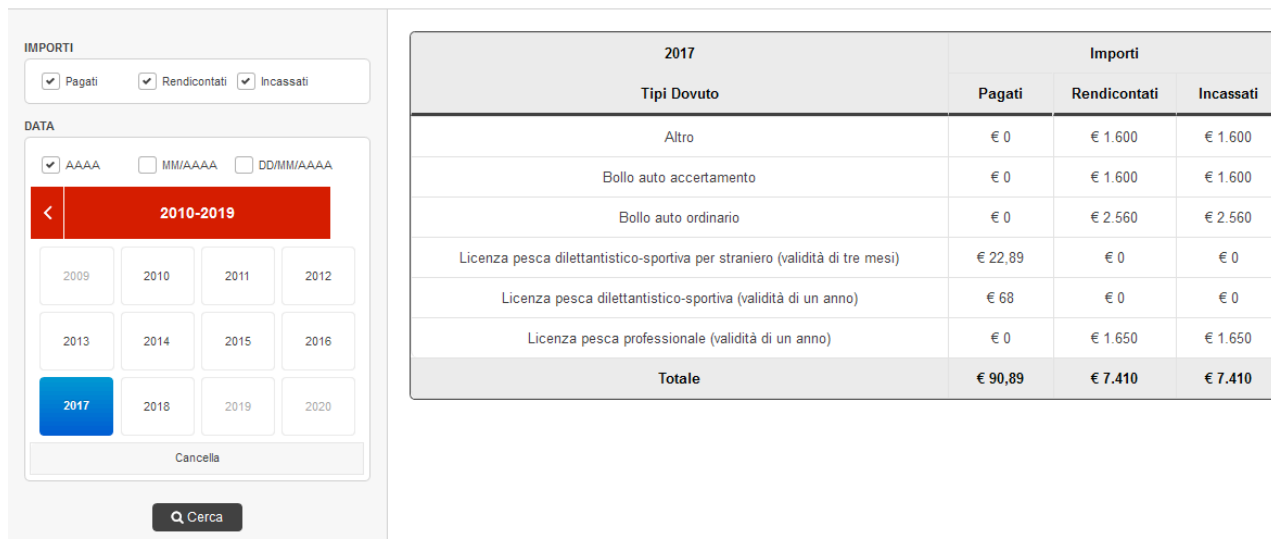 IMPORTI
Pagati Rendicontati Incassati
DATA
AAAA MM/AAAA DD/MM/AAAA
2010-2019
2009 2010 2011 2012
2013 2014 2015 2016
2017 2018 2019 2020
Cancella
Cerca
2017 Importi
Tipi Dovuto Pagati Rendicontati Incassati
Altro € 0 € 1.600 € 1.600
Bollo auto accertamento € 0 € 1.600 € 1.600
Bollo auto ordinario € 0 € 2.560 € 2.560
Licenza pesca dilettantistico-sportiva per straniero (validità di tre mesi) € 22,89 € 0 € 0
Licenza pesca dilettantistico-sportiva (validità di un anno) € 68 € 0 € 0
Licenza pesca professionale (validità di un anno) € 0 € 1.650 € 1.650
Totale € 90,89 € 7.410 € 7.410